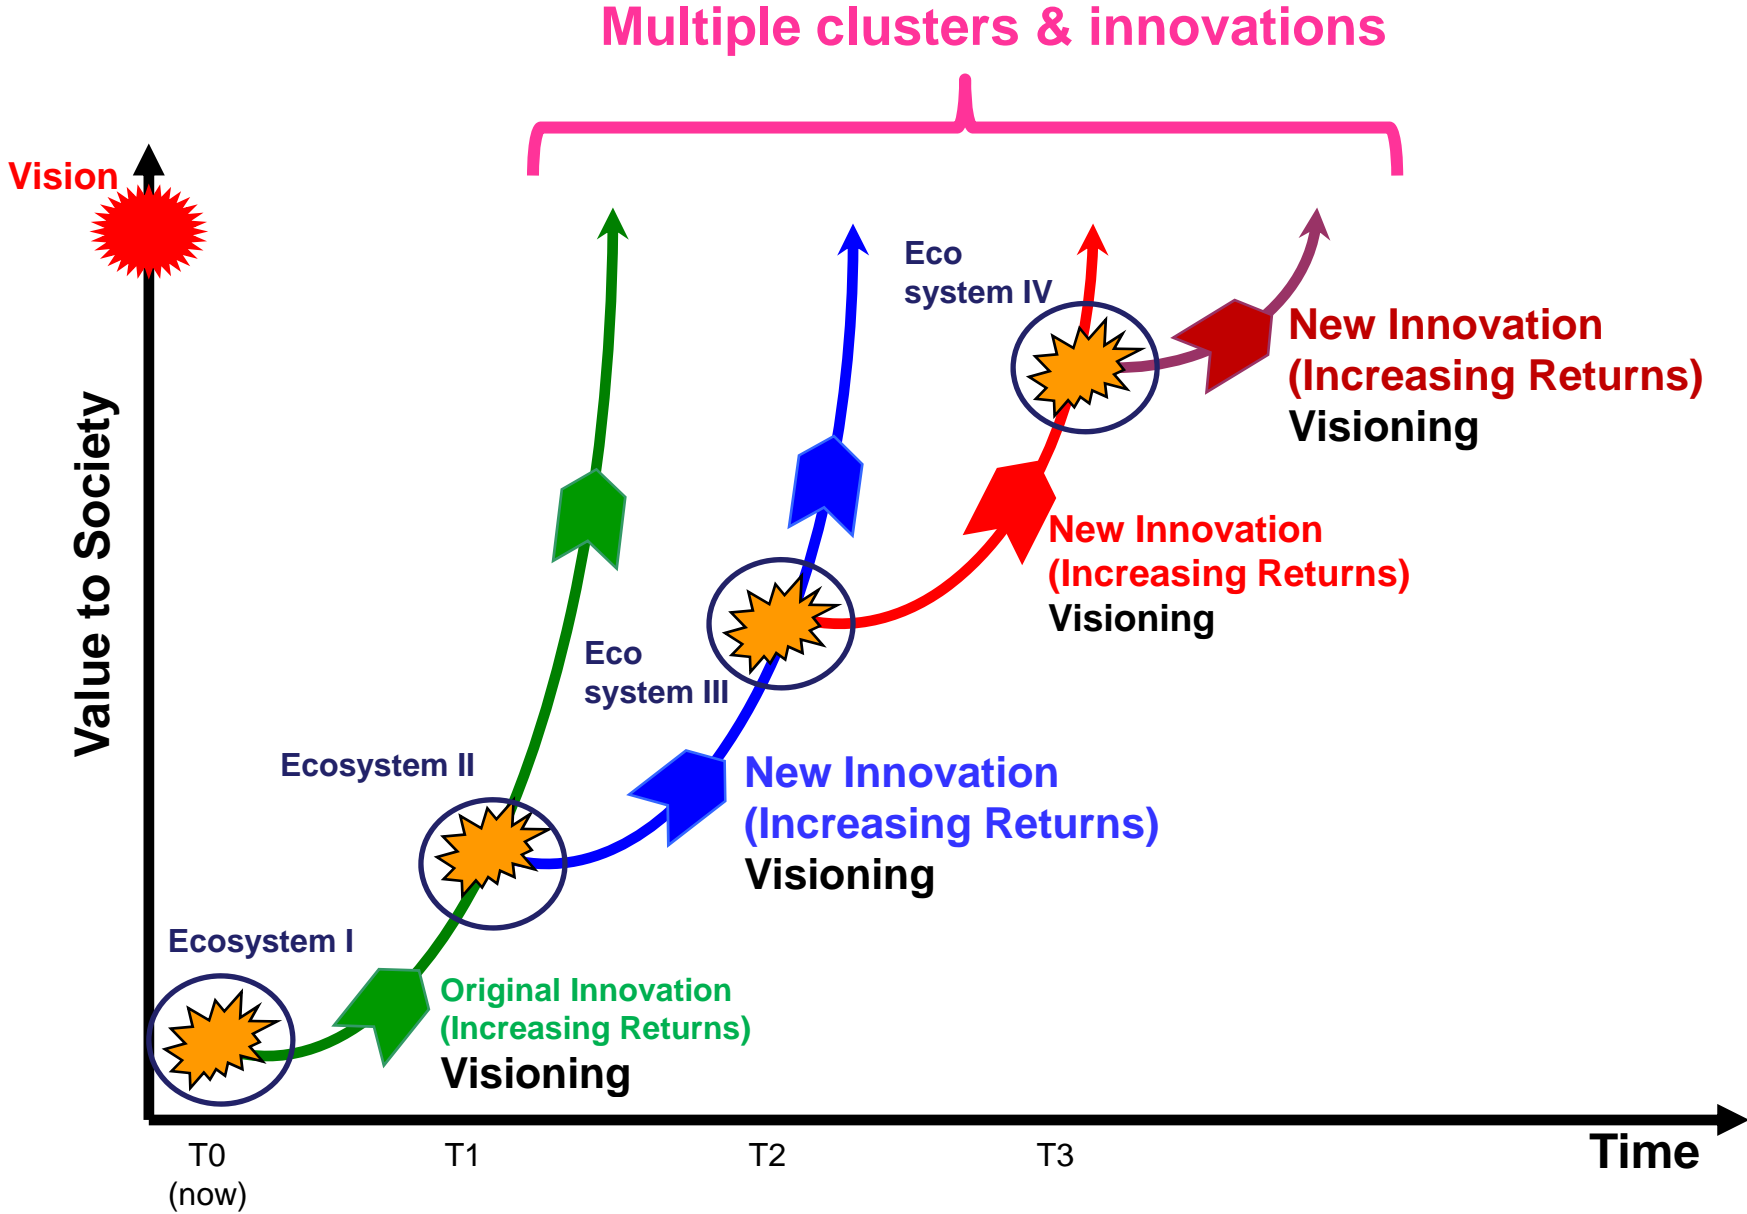 Multiple clusters & innovations
Vision
Value to Society
Eco
system IV
New Innovation
(Increasing Returns)
Visioning
New Innovation
(Increasing Returns)
Visioning
Eco
system III
Ecosystem II
New Innovation
(Increasing Returns)
Visioning
Ecosystem I
Original Innovation
(Increasing Returns)
Visioning
T0
(now)
T1
T2
T3
Time